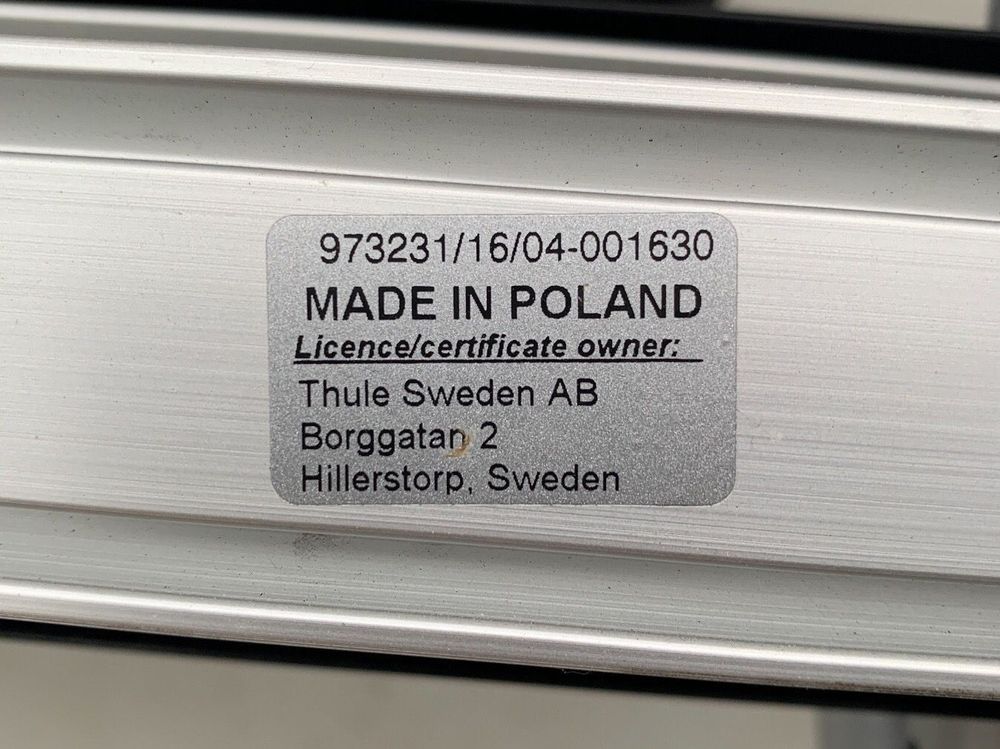 973231/16/04-001630
MADE IN POLAND
Licence/certificate owner:
Thule Sweden AB
Borggatan 2
Hillerstorp, Sweden